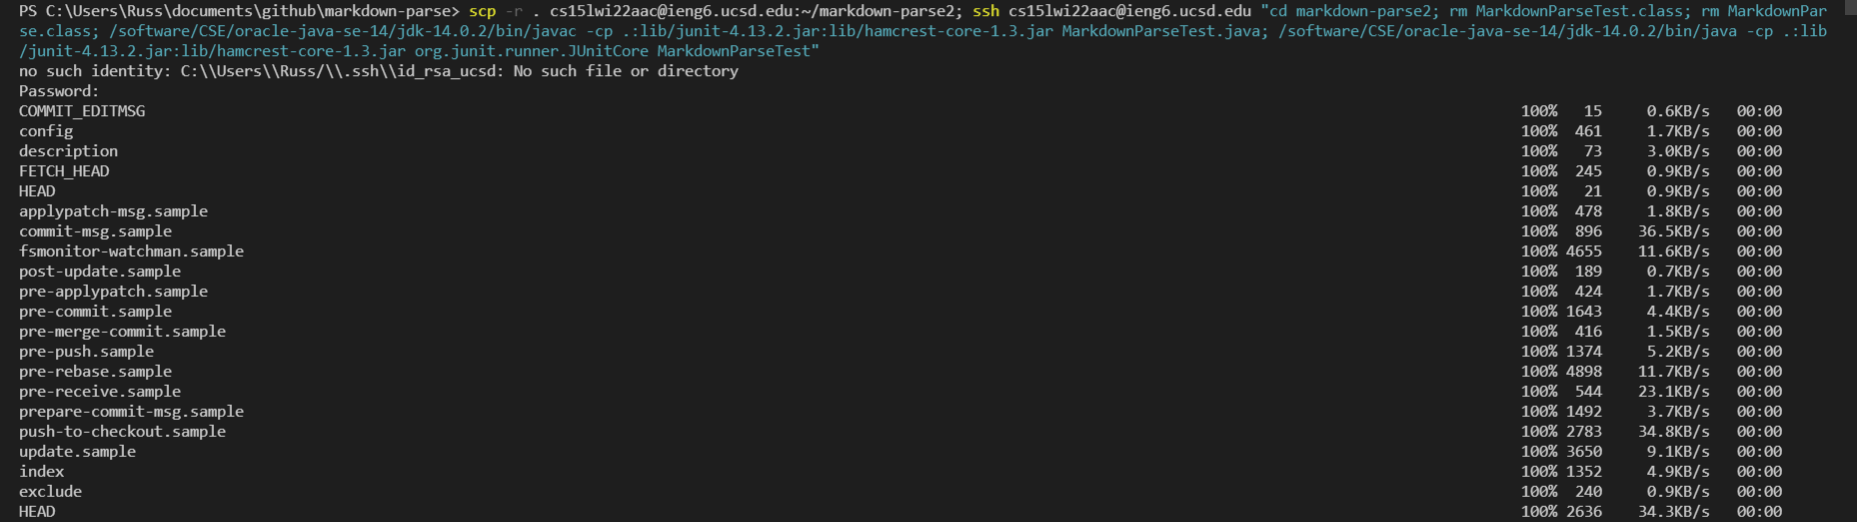 PS C:\Users\Russ\documents\github\markdown-parse> scp -r . cs15lwi22aac@ieng6.ucsd.edu:~/markdown-parse2; ssh cs15lwi22aac@ieng6.ucsd.edu "cd markdown-parse2; rm MarkdownParseTest.class; rm MarkdownPar
se.class; /software/CSE/oracle-java-se-14/jdk-14.0.2/bin/javac -cp .:lib/junit-4.13.2.jar:lib/hamcrest-core-1.3.jar MarkdownParseTest.java; /software/CSE/oracle-java-se-14/jdk-14.0.2/bin/java -cp .:lib
/junit-4.13.2.jar:lib/hamcrest-core-1.3.jar org.junit.runner.JUnitCore MarkdownParseTest"
no such identity: C:\\Users\\Russ/\\.ssh\\id_rsa_ucsd: No such file or directory
Password:
COMMIT_EDITMSG 100% 15 0.6KB/s 00:00
config 100% 461 1.7KB/s 00:00
description 100% 73 3.0KB/s 00:00
FETCH_HEAD 100% 245 0.9KB/s 00:00
HEAD 100% 21 0.9KB/s 00:00
applypatch-msg.sample 100% 478 1.8KB/s 00:00
commit-msg.sample 100% 896 36.5KB/s 00:00
fsmonitor-watchman.sample 100% 4655 11.6KB/s 00:00
post-update.sample 100% 189 0.7KB/s 00:00
pre-applypatch.sample 100% 424 1.7KB/s 00:00
pre-commit.sample 100% 1643 4.4KB/s 00:00
pre-merge-commit.sample 100% 416 1.5KB/s 00:00
pre-push.sample 100% 1374 5.2KB/s 00:00
pre-rebase.sample 100% 4898 11.7KB/s 00:00
pre-receive.sample 100% 544 23.1KB/s 00:00
prepare-commit-msg.sample 100% 1492 3.7KB/s 00:00
push-to-checkout.sample 100% 2783 34.8KB/s 00:00
update.sample 100% 3650 9.1KB/s 00:00
index 100% 1352 4.9KB/s 00:00
exclude 100% 240 0.9KB/s 00:00
HEAD 100% 2636 34.3KB/s 00:00